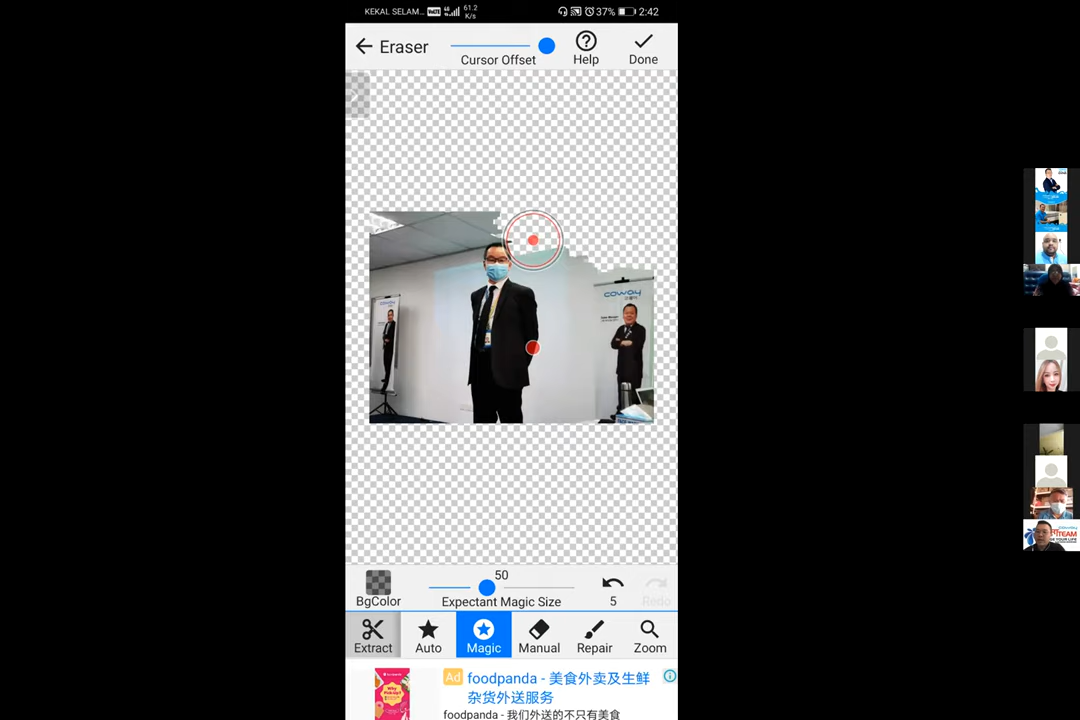 KEKAL SELAM... VoLTE 4G 61.2 K/s 37% 2:42
Eraser
Cursor Offset
Help
Done
coway
50
BgColor
Expectant Magic Size
5
Redo
Extract
Auto
Magic
Manual
Repair
Zoom
Ad foodpanda - 美食外卖及生鲜
杂货外送服务
foodpanda - 我们外送的不只有美食